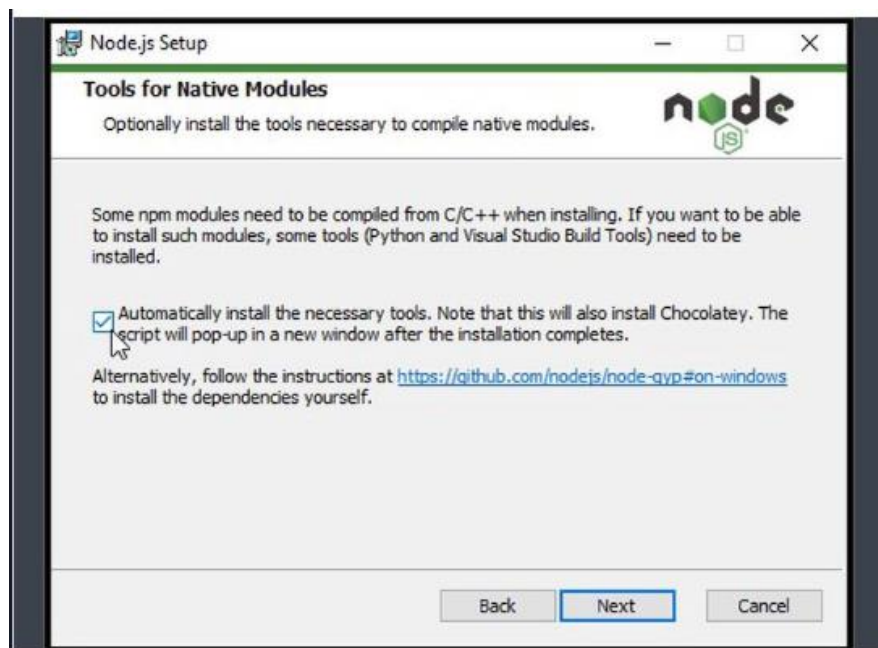 Node.js Setup
Tools for Native Modules
Optionally install the tools necessary to compile native modules.
node
JS
Some npm modules need to be compiled from C/C++ when installing. If you want to be able
to install such modules, some tools (Python and Visual Studio Build Tools) need to be
installed.
Automatically install the necessary tools. Note that this will also install Chocolatey. The
script will pop-up in a new window after the installation completes.
Alternatively, follow the instructions at https://github.com/nodejs/node-gyp#on-windows
to install the dependencies yourself.
Back Next Cancel